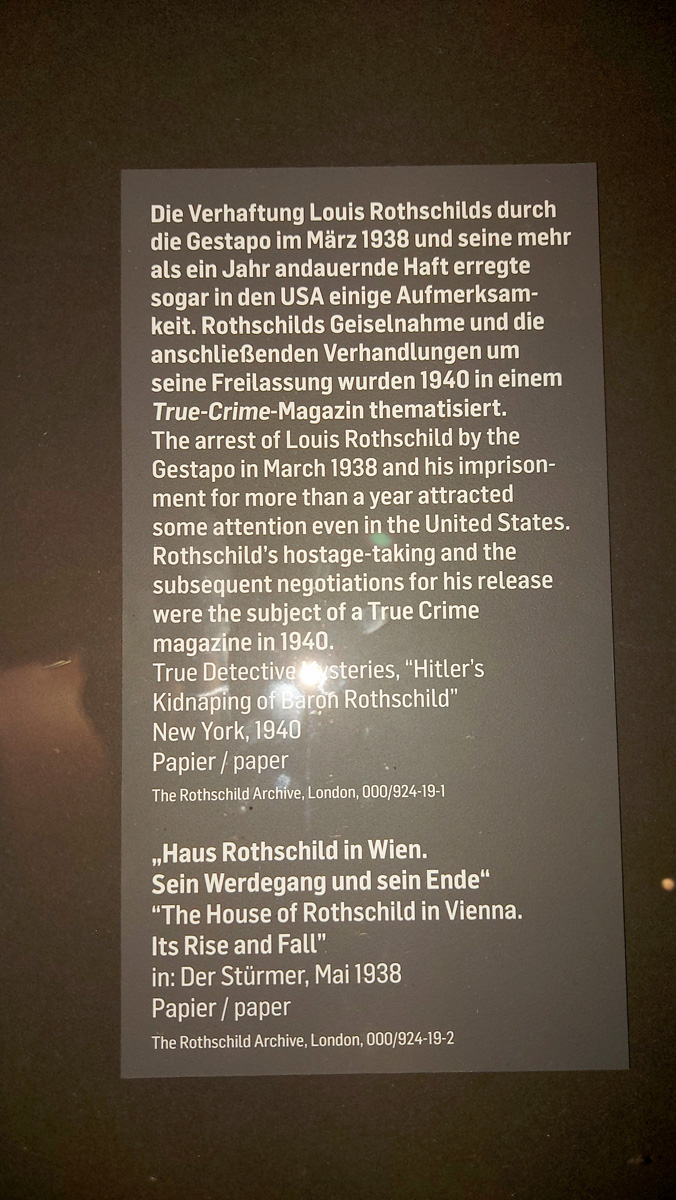 Die Verhaftung Louis Rothschilds durch
die Gestapo im März 1938 und seine mehr
als ein Jahr andauernde Haft erregte
sogar in den USA einige Aufmerksam-
keit. Rothschilds Geiselnahme und die
anschließenden Verhandlungen um
seine Freilassung wurden 1940 in einem
True-Crime-Magazin thematisiert.
The arrest of Louis Rothschild by the
Gestapo in March 1938 and his imprison-
ment for more than a year attracted
some attention even in the United States.
Rothschild's hostage-taking and the
subsequent negotiations for his release
were the subject of a True Crime
magazine in 1940.
True Detective Mysteries, “Hitler's
Kidnaping of Baron Rothschild”
New York, 1940
Papier / paper
The Rothschild Archive, London, 000/924-19-1
„Haus Rothschild in Wien.
Sein Werdegang und sein Ende“
“The House of Rothschild in Vienna.
Its Rise and Fall”
in: Der Stürmer, Mai 1938
Papier / paper
The Rothschild Archive, London, 000/924-19-2